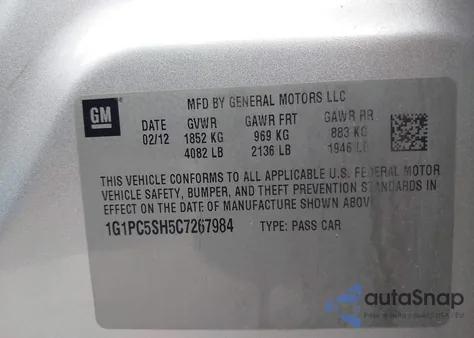 MFD BY GENERAL MOTORS LLC
GM
DATE GVWR GAWR FRT GAWR RR
02/12 1852 KG 969 KG 883 KG
4082 LB 2136 LB 1946 LB
THIS VEHICLE CONFORMS TO ALL APPLICABLE U.S. FEDERAL MOTOR
VEHICLE SAFETY, BUMPER, AND THEFT PREVENTION STANDARDS IN
EFFECT ON THE DATE OF MANUFACTURE SHOWN ABOVE
1G1PC5SH5C7267984 TYPE: PASS CAR
autoSnap